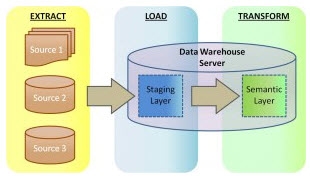 EXTRACT
LOAD
TRANSFORM
Source 1
Source 2
Source 3
Data Warehouse
Server
Staging
Layer
Semantic
Layer